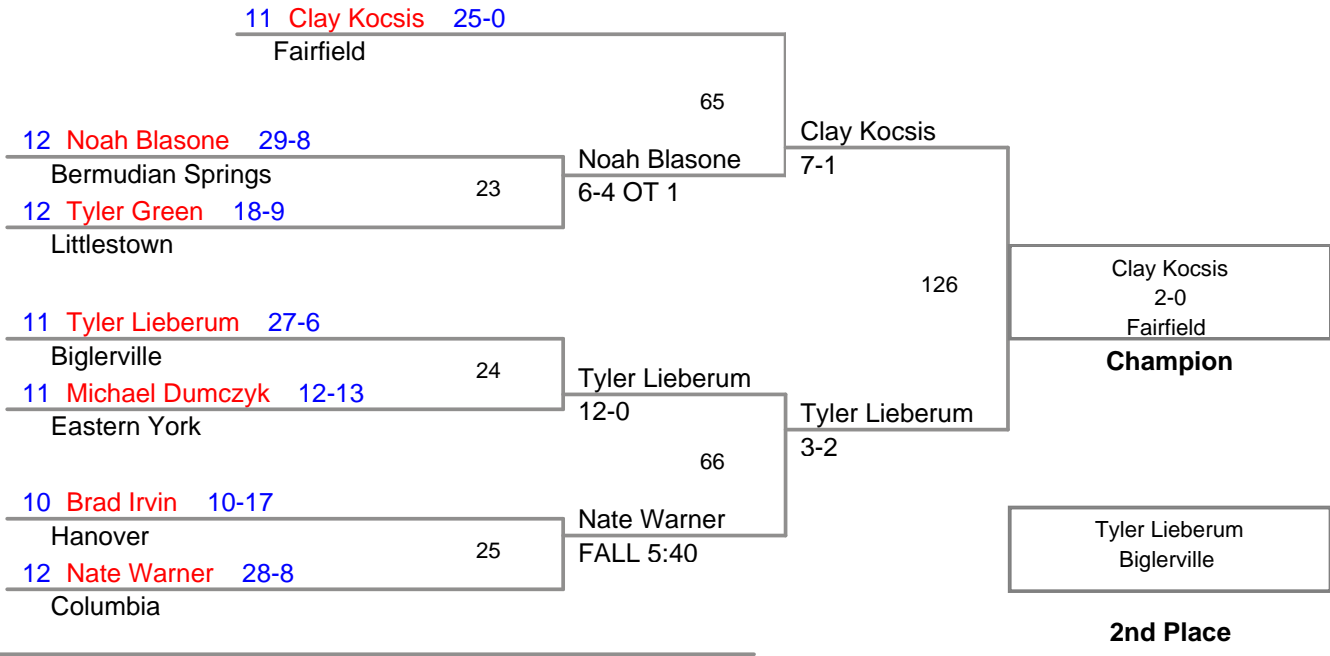 11 Clay Kocsis 25-0
Fairfield
65
12 Noah Blasone 29-8
Bermudian Springs
23
12 Tyler Green 18-9
Littlestown
Noah Blasone
6-4 OT 1
Clay Kocsis
7-1
11 Tyler Lieberum 27-6
Biglerville
24
11 Michael Dumczyk 12-13
Eastern York
Tyler Lieberum
12-0
66
10 Brad Irvin 10-17
Hanover
25
12 Nate Warner 28-8
Columbia
Nate Warner
FALL 5:40
Tyler Lieberum
3-2
126
Clay Kocsis
2-0
Fairfield
Champion
Tyler Lieberum
Biglerville
2nd Place